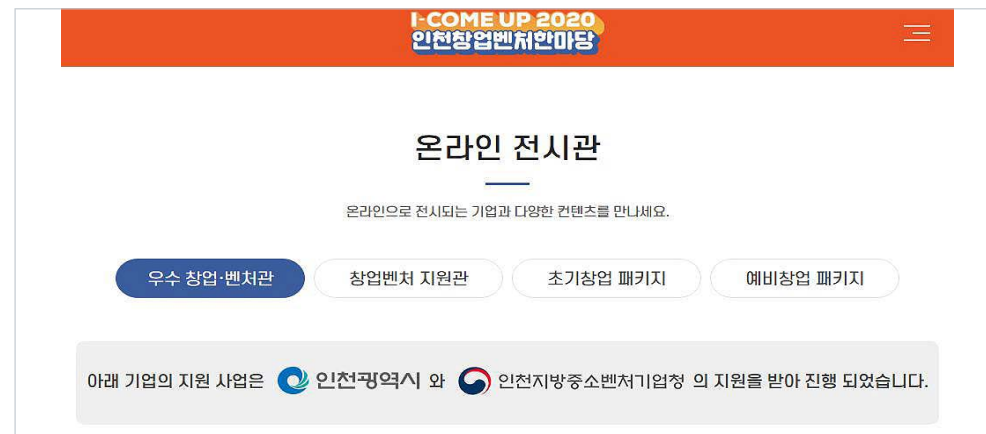 I-COME UP 2020
인천창업벤처한마당
온라인 전시관
온라인으로 전시되는 기업과 다양한 컨텐츠를 만나세요.
우수 창업·벤처관 창업벤처 지원관 초기창업 패키지 예비창업 패키지
아래 기업의 지원 사업은 인천광역시 와 인천지방중소벤처기업청 의 지원을 받아 진행 되었습니다.